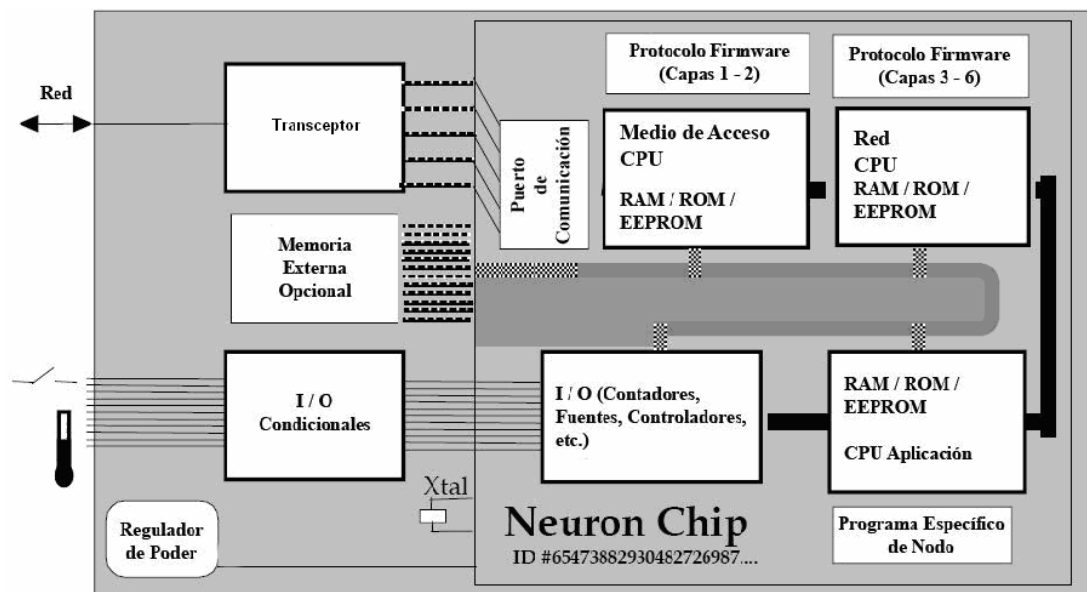 Red
Transceptor
Protocolo Firmware
(Capas 1 - 2)
Protocolo Firmware
(Capas 3 - 6)
Puerto
de
Comunicación
Medio de Acceso
CPU
RAM / ROM /
EEPROM
Red
CPU
RAM / ROM /
EEPROM
Memoria
Externa
Opcional
I / O
Condicionales
I / O (Contadores,
Fuentes, Controladores,
etc.)
RAM / ROM /
EEPROM
CPU Aplicación
Xtal
Regulador
de Poder
Neuron Chip
ID #65473882930482726987....
Programa Específico
de Nodo